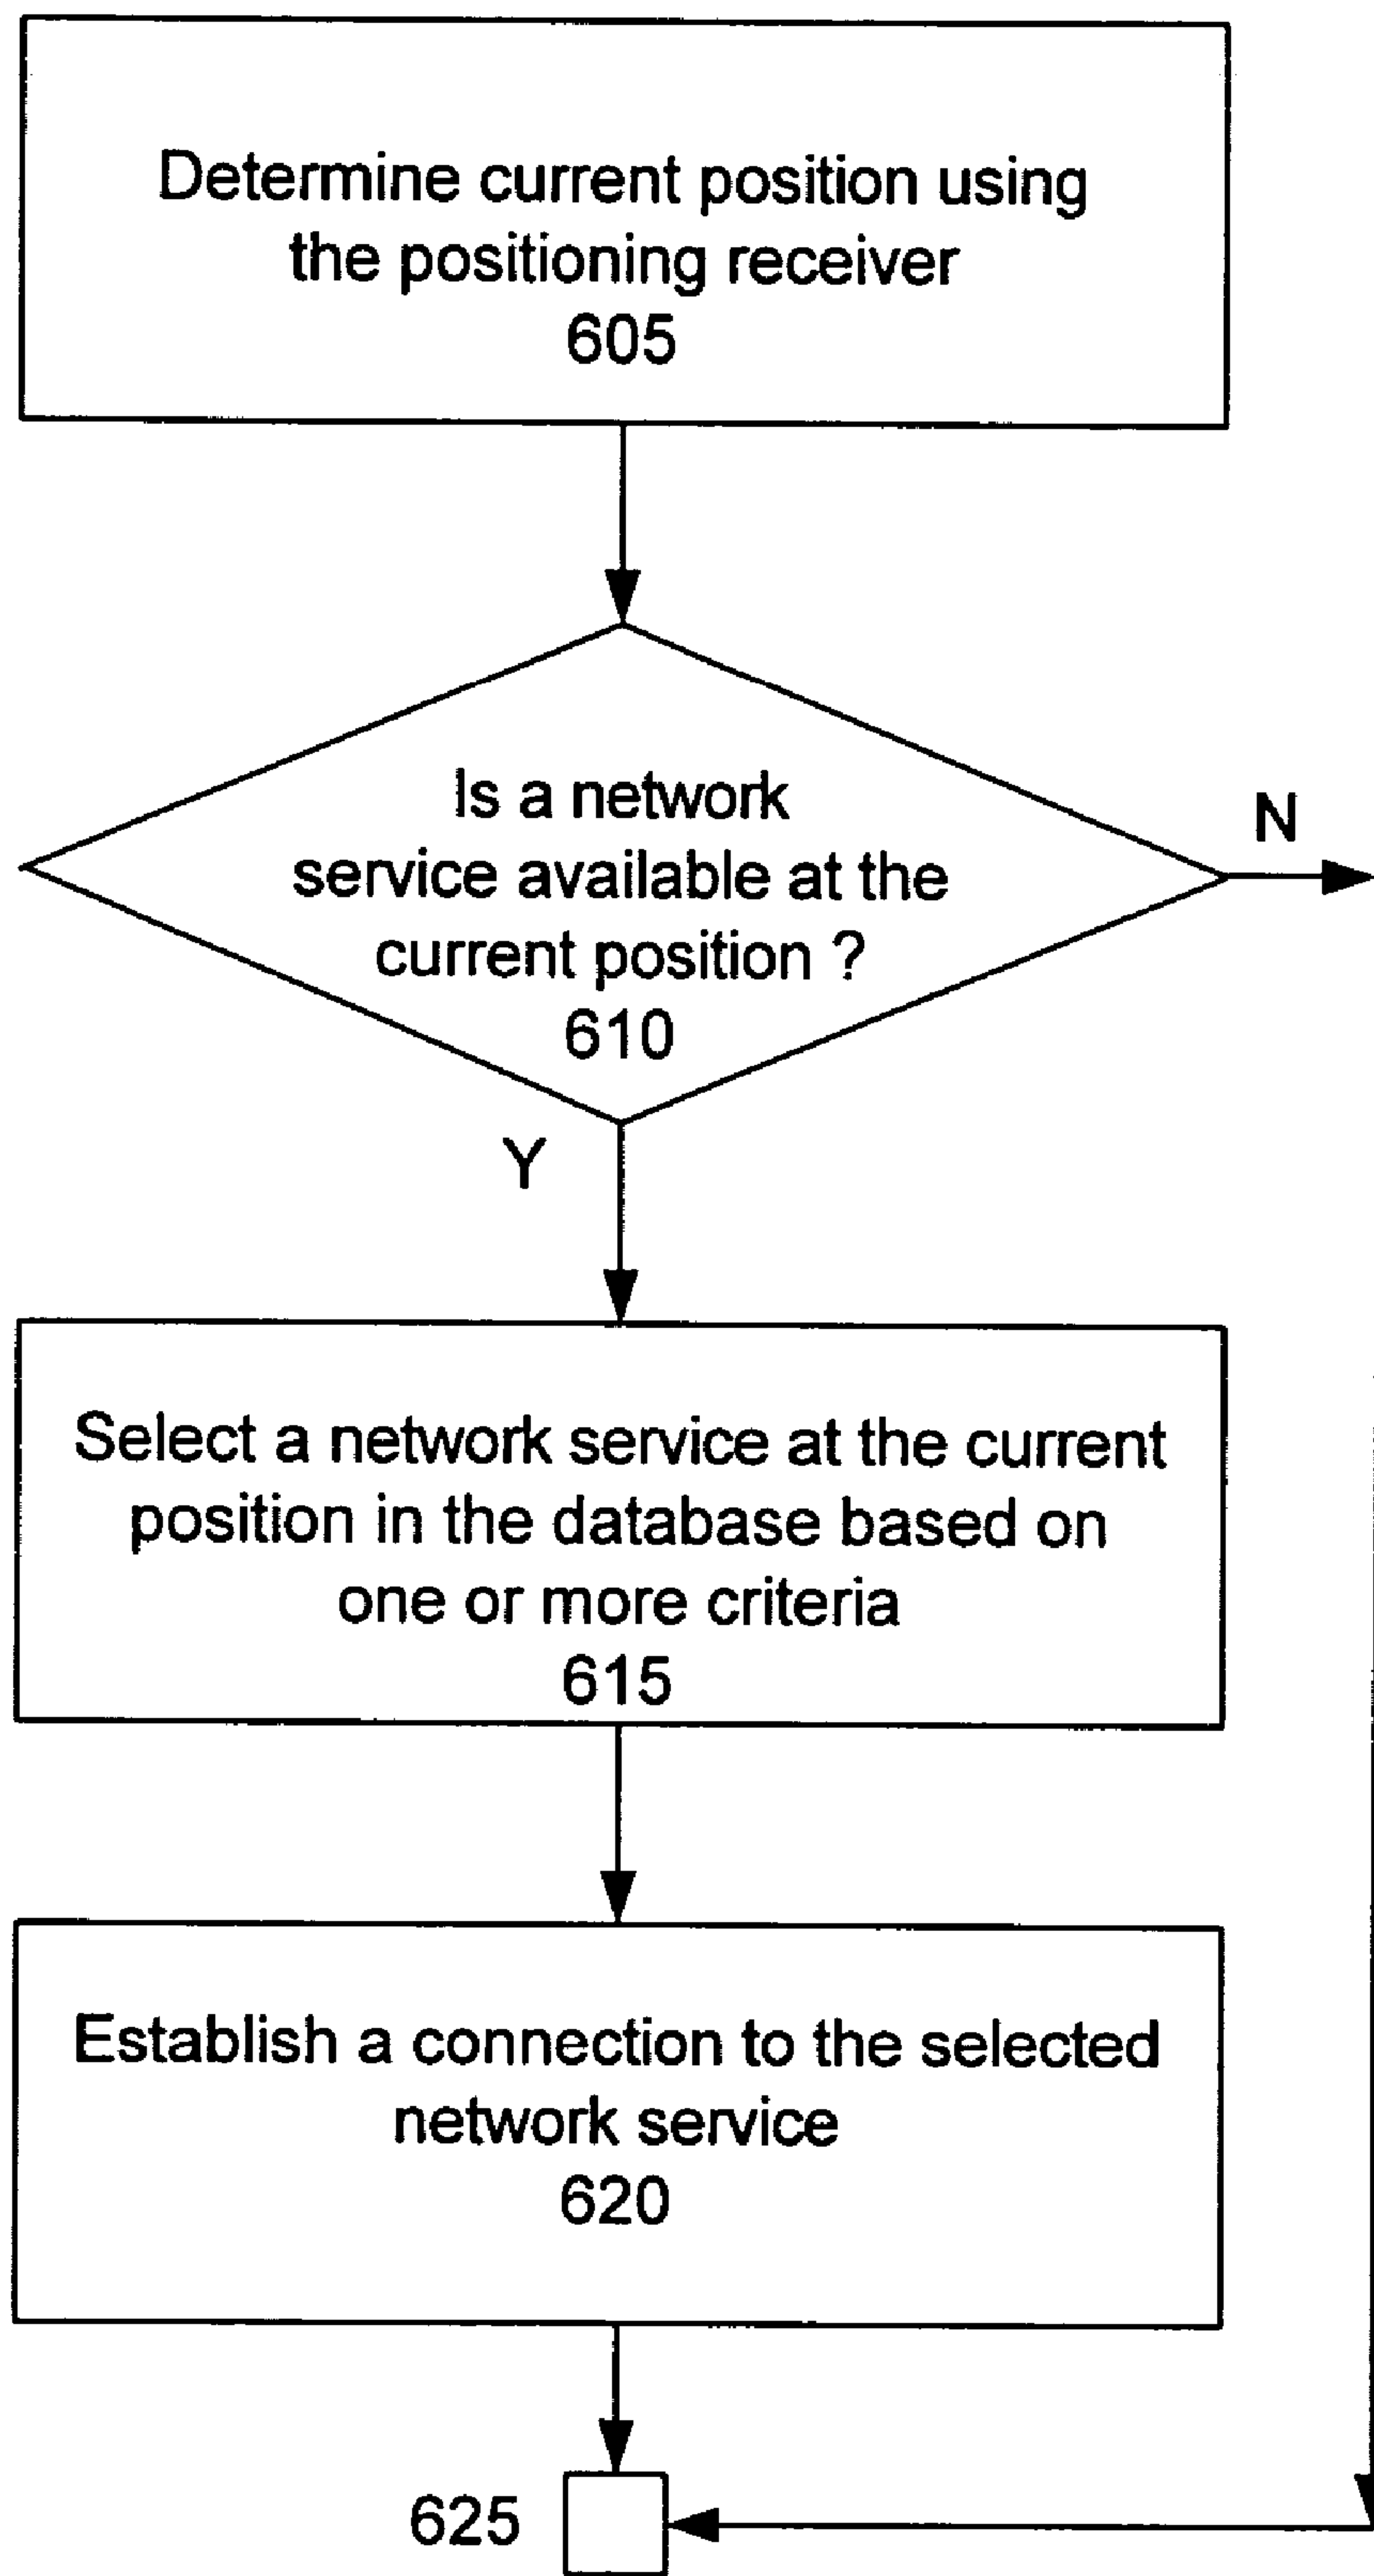 Determine current position using
the positioning receiver
605
Is a network
service available at the
current position ?
610
N
Y
Select a network service at the current
position in the database based on
one or more criteria
615
Establish a connection to the selected
network service
620
625